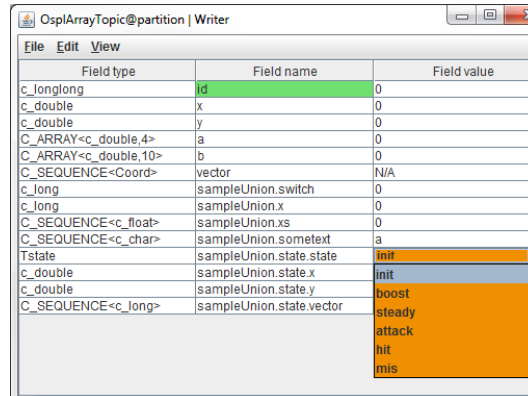 OsplArrayTopic@partition | Writer
File Edit View
Field type Field name Field value
c_longlong id 0
c_double x 0
c_double y 0
C_ARRAY<c_double,4> a 0
C_ARRAY<c_double,10> b 0
C_SEQUENCE<Coord> vector N/A
c_long sampleUnion.switch 0
c_long sampleUnion.x 0
C_SEQUENCE<c_float> sampleUnion.xs 0
C_SEQUENCE<c_char> sampleUnion.sometext a
Tstate sampleUnion.state.state init
c_double sampleUnion.state.x init
c_double sampleUnion.state.y boost
C_SEQUENCE<c_long> sampleUnion.state.vector steady
attack
hit
mis